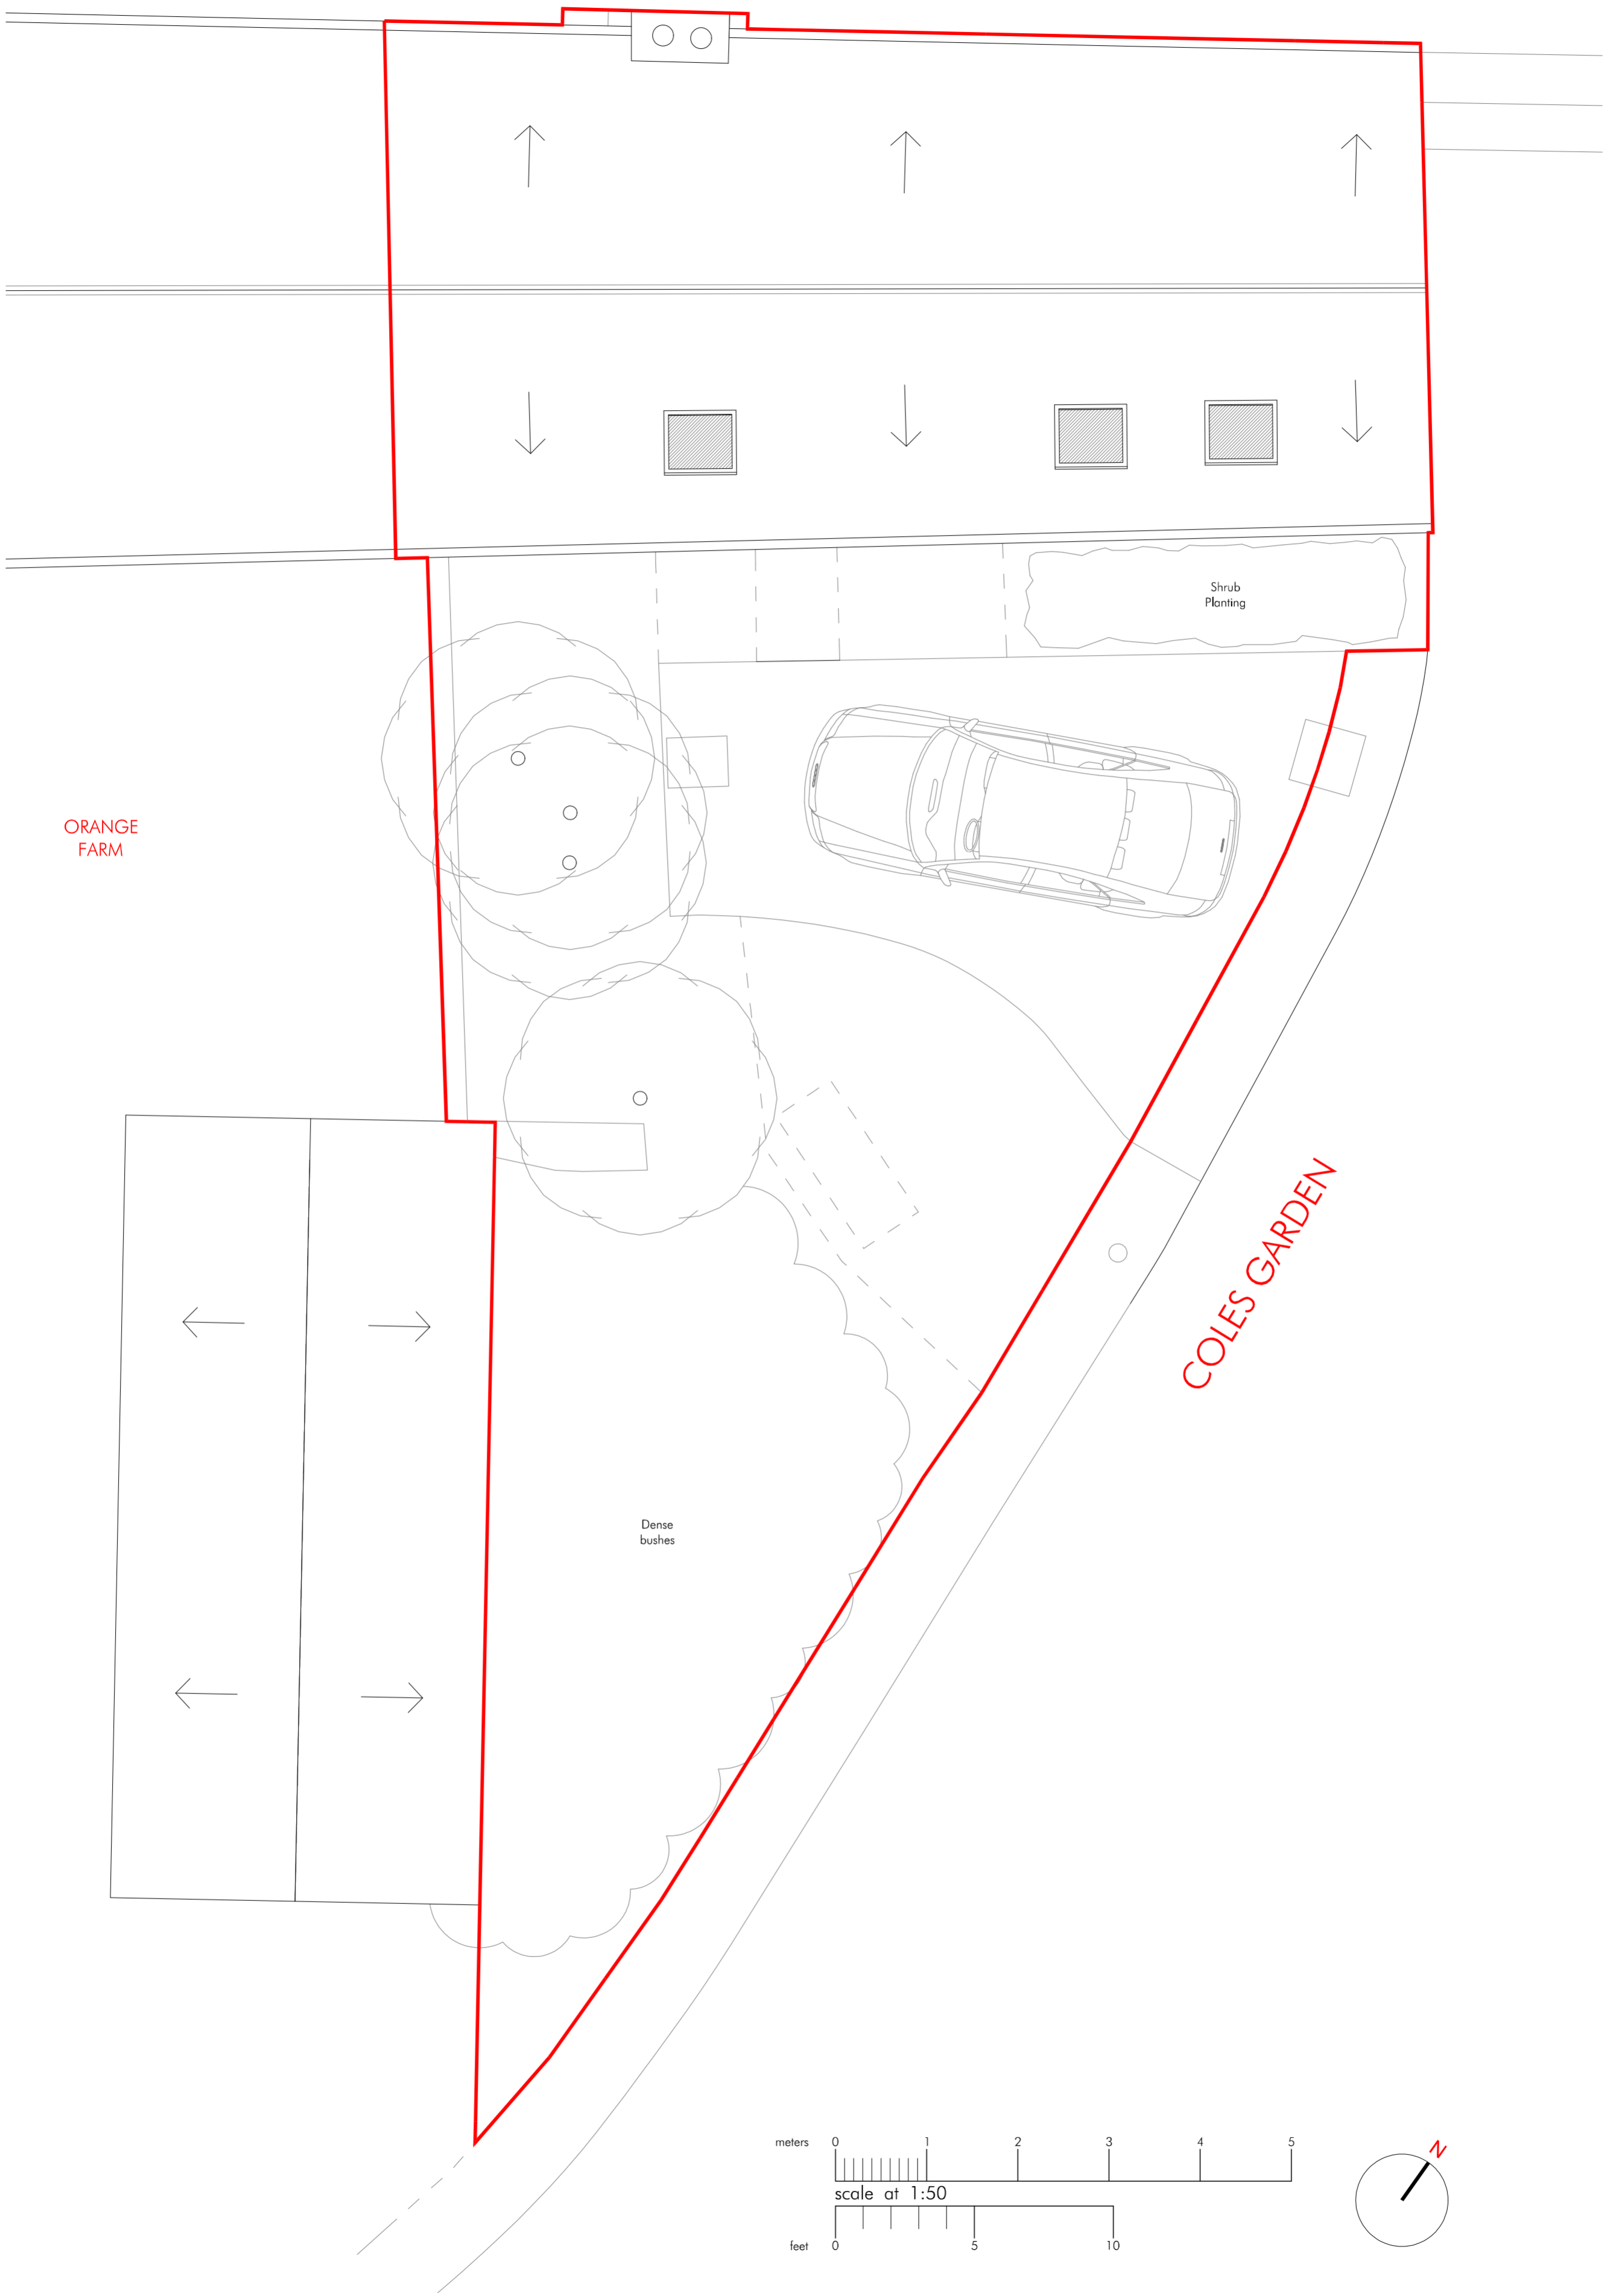 Shrub
Planting
ORANGE
FARM
COLES GARDEN
Dense
bushes
meters 0 1 2 3 4 5
scale at 1:50
feet 0 5 10
N